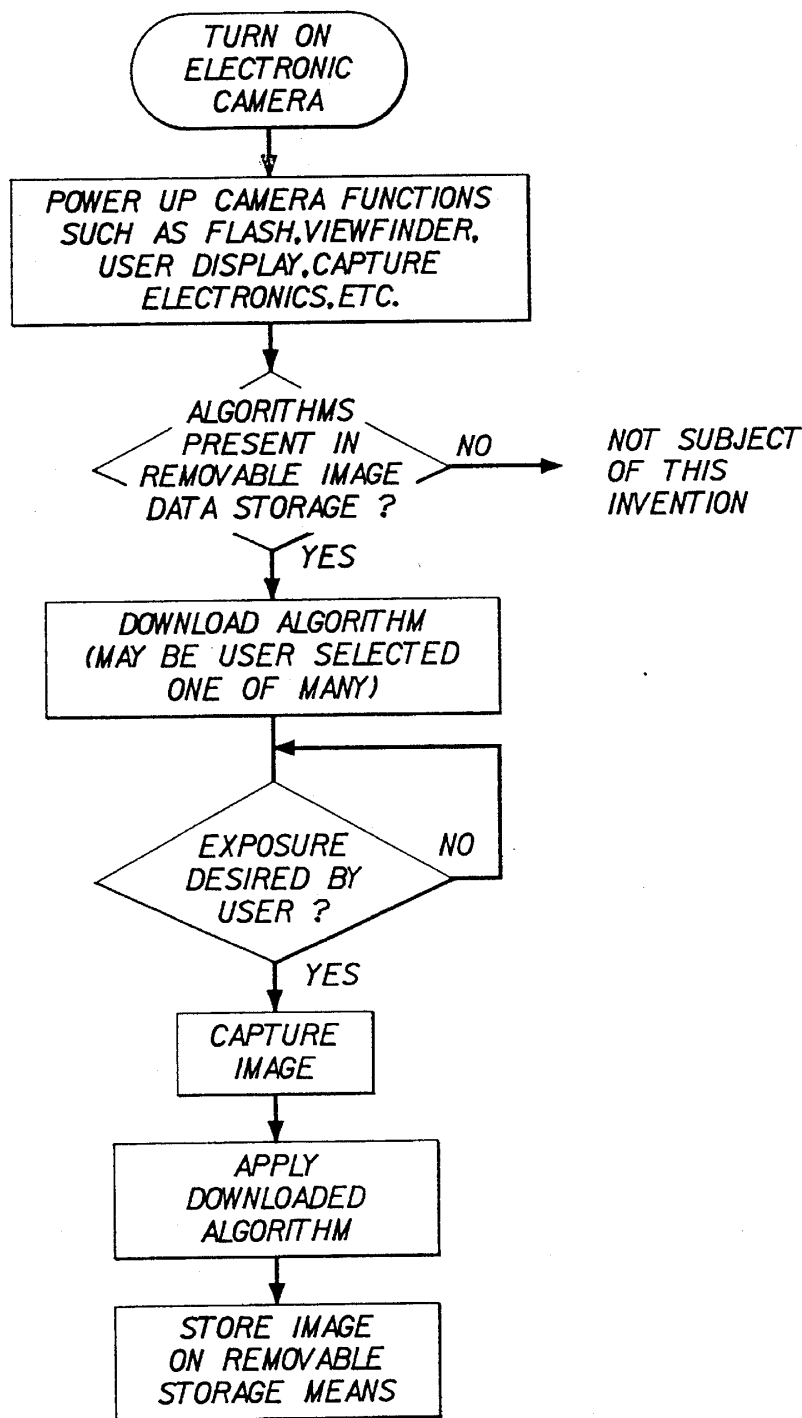 TURN ON
ELECTRONIC
CAMERA
POWER UP CAMERA FUNCTIONS
SUCH AS FLASH,VIEWFINDER,
USER DISPLAY,CAPTURE
ELECTRONICS,ETC.
ALGORITHMS
PRESENT IN
REMOVABLE IMAGE
DATA STORAGE ?
NO
NOT SUBJECT
OF THIS
INVENTION
YES
DOWNLOAD ALGORITHM
(MAY BE USER SELECTED
ONE OF MANY)
EXPOSURE
DESIRED BY
USER ?
NO
YES
CAPTURE
IMAGE
APPLY
DOWNLOADED
ALGORITHM
STORE IMAGE
ON REMOVABLE
STORAGE MEANS